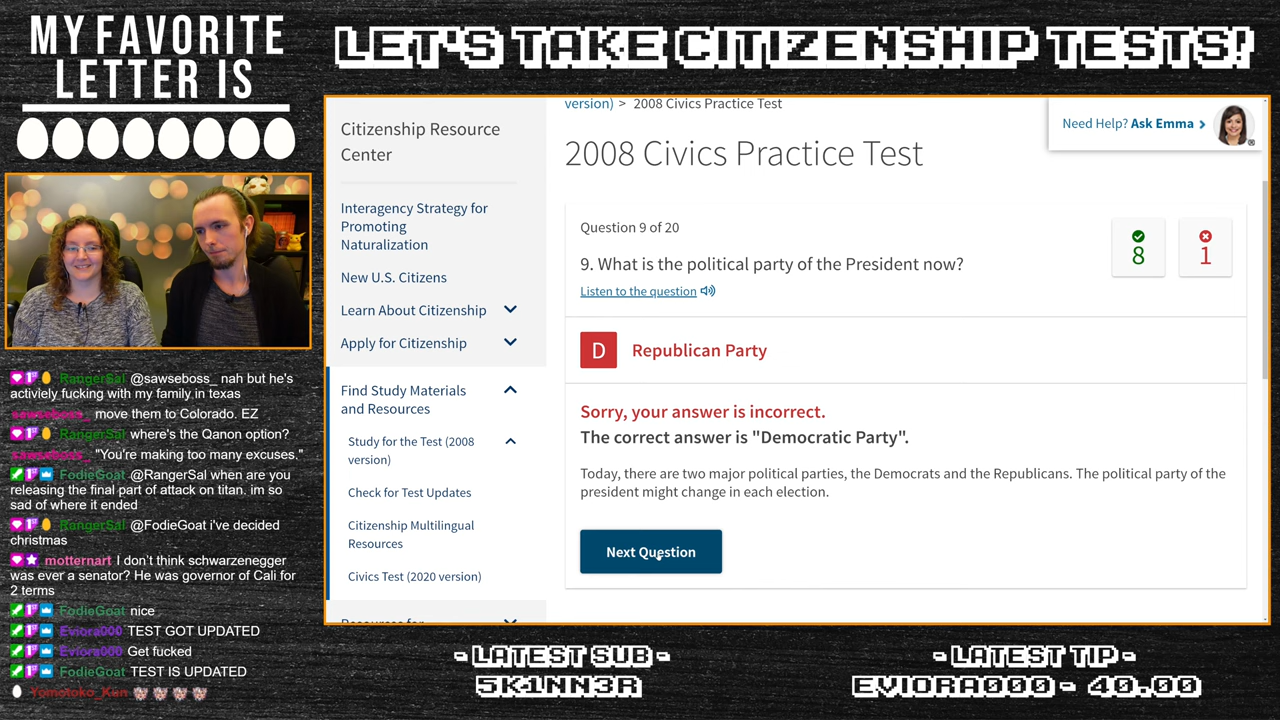 MY FAVORITE
LETTER IS
LET'S TAKE CITIZENSHIP TESTS!
RangerSal @sawseboss_ nah but he's
activiely fucking with my family in texas
sawseboss_ move them to Colorado. EZ
RangerSal where's the Qanon option?
sawseboss_ "You're making too many excuses."
FodieGoat @RangerSal when are you
releasing the final part of attack on titan. im so
sad of where it ended
RangerSal @FodieGoat i've decided
christmas
motternart I don't think schwarzenegger
was ever a senator? He was governor of Cali for
2 terms
FodieGoat nice
Eviora000 TEST GOT UPDATED
Eviora000 Get fucked
FodieGoat TEST IS UPDATED
Yomotoko_Kun
Citizenship Resource
Center
Interagency Strategy for
Promoting
Naturalization
New U.S. Citizens
Learn About Citizenship
Apply for Citizenship
Find Study Materials
and Resources
Study for the Test (2008
version)
Check for Test Updates
Citizenship Multilingual
Resources
Civics Test (2020 version)
Resources for
version) > 2008 Civics Practice Test
Need Help? Ask Emma
2008 Civics Practice Test
Question 9 of 20
8
1
9. What is the political party of the President now?
Listen to the question
D Republican Party
Sorry, your answer is incorrect.
The correct answer is "Democratic Party".
Today, there are two major political parties, the Democrats and the Republicans. The political party of the
president might change in each election.
Next Question
- LATEST SUB -
5K1NN3R
- LATEST TIP -
EVIORA000 - 40.00